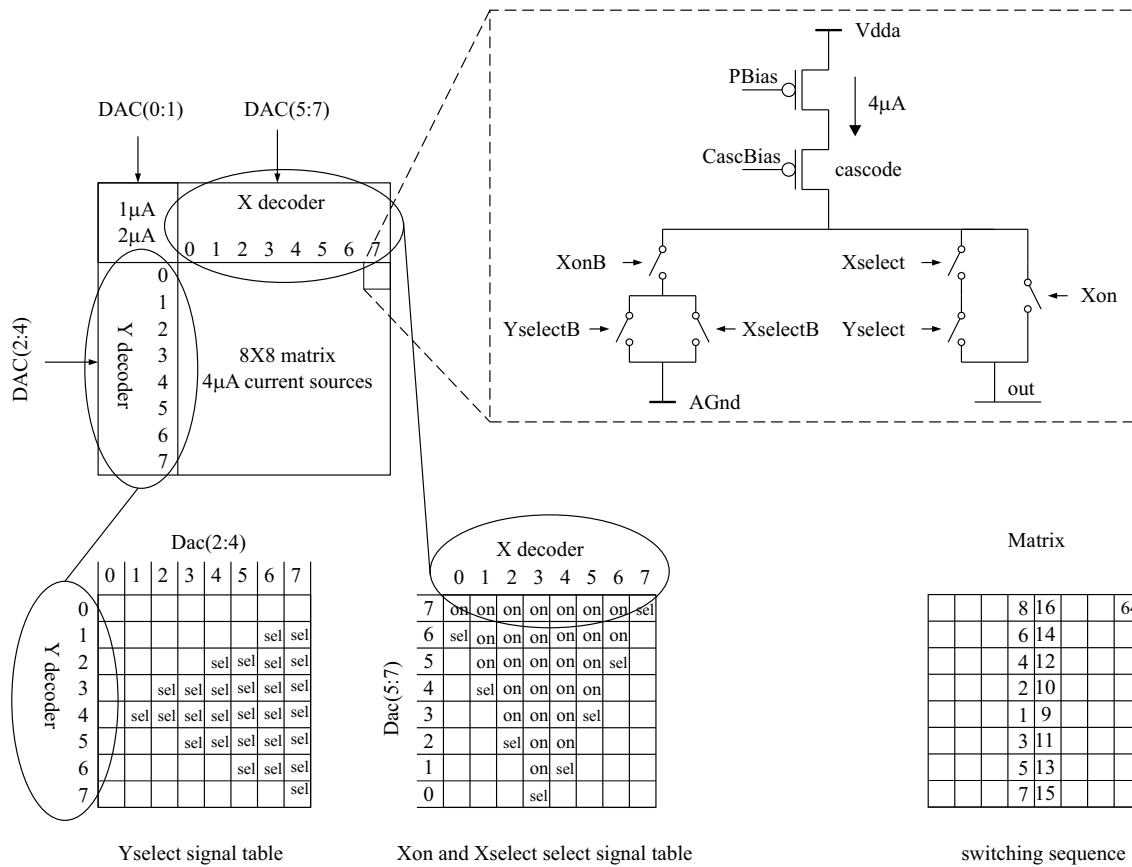 Vdda
PBias
4μA
CascBias
cascode
XonB
Xselect
Xon
YselectB
XselectB
Yselect
AGnd
out
DAC(0:1)
DAC(5:7)
1μA
2μA
X decoder
0 1 2 3 4 5 6 7
DAC(2:4)
Y decoder
0
1
2
3
4
5
6
7
8X8 matrix
4μA current sources
Dac(2:4)
0 1 2 3 4 5 6 7
Y decoder
0
1 sel sel
2 sel sel sel sel
3 sel sel sel sel sel sel
4 sel sel sel sel sel sel sel
5 sel sel sel sel sel
6 sel sel sel
7 sel
Yselect signal table
X decoder
0 1 2 3 4 5 6 7
Dac(5:7)
7 on on on on on on on sel
6 sel on on on on on on
5 on on on on on sel
4 sel on on on on
3 on on on sel
2 sel on on
1 on sel
0 sel
Xon and Xselect select signal table
Matrix
8 16 64
6 14
4 12
2 10
1 9
3 11
5 13
7 15
switching sequence